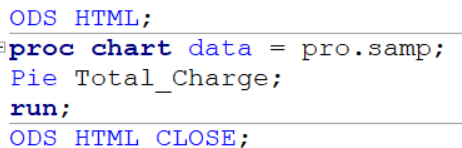 ODS HTML;
proc chart data = pro.samp;
Pie Total_Charge;
run;
ODS HTML CLOSE;